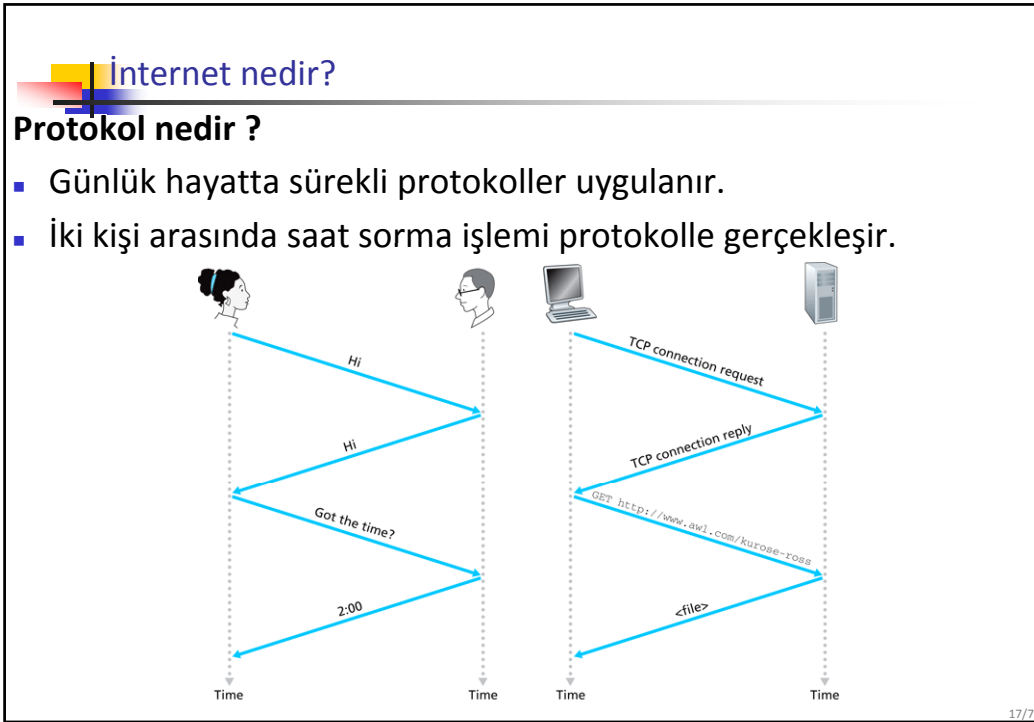 İnternet nedir?
Protokol nedir ?
Günlük hayatta sürekli protokoller uygulanır.
İki kişi arasında saat sorma işlemi protokolle gerçekleşir.
Hi
Hi
Got the time?
2:00
Time
Time
TCP connection request
TCP connection reply
GET http://www.awl.com/kurose-ross
<file>
Time
Time
17/7